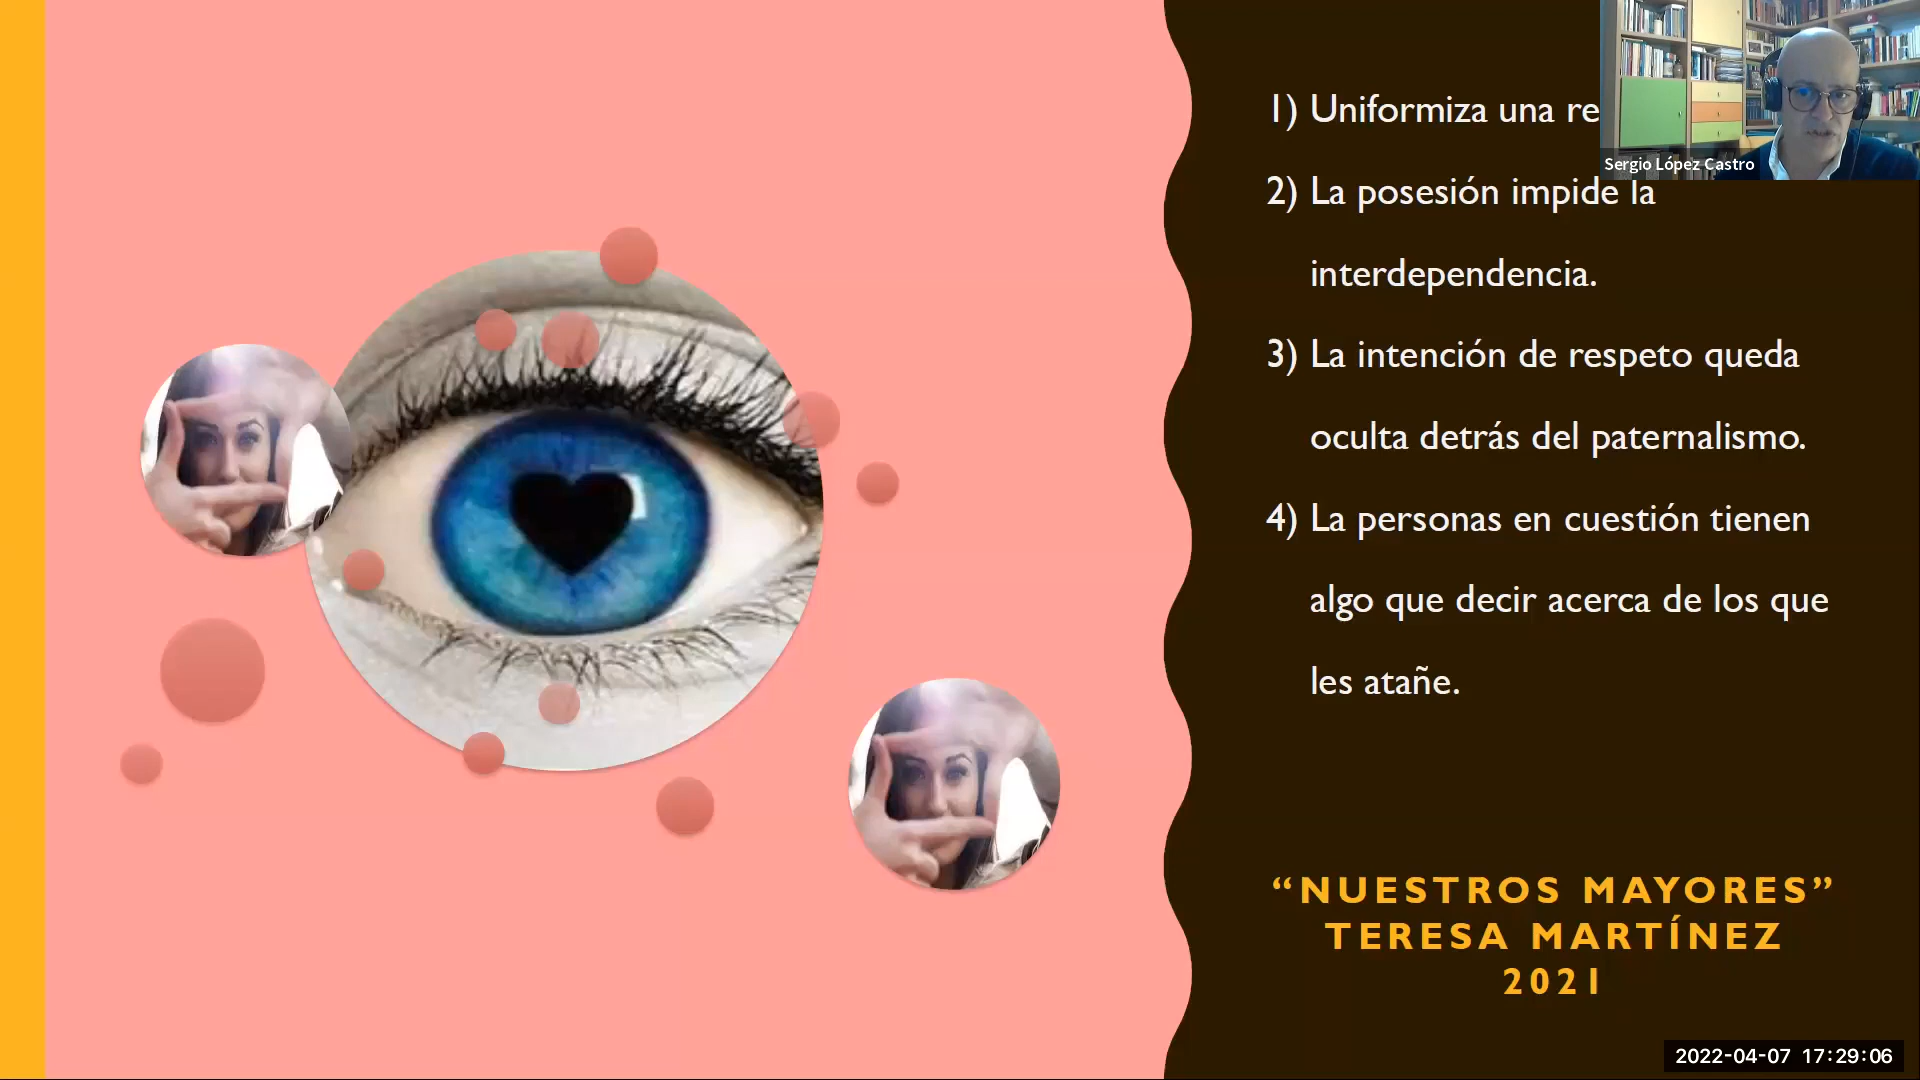 1) Uniformiza una
2) La posesión impide la
interdependencia.
3) La intención de respeto queda
oculta detrás del paternalismo.
4) La personas en cuestión tienen
algo que decir acerca de los que
les atañe.
“NUESTROS MAYORES”
TERESA MARTÍNEZ
2021
Sergio López Castro
2022-04-07 17:29:06